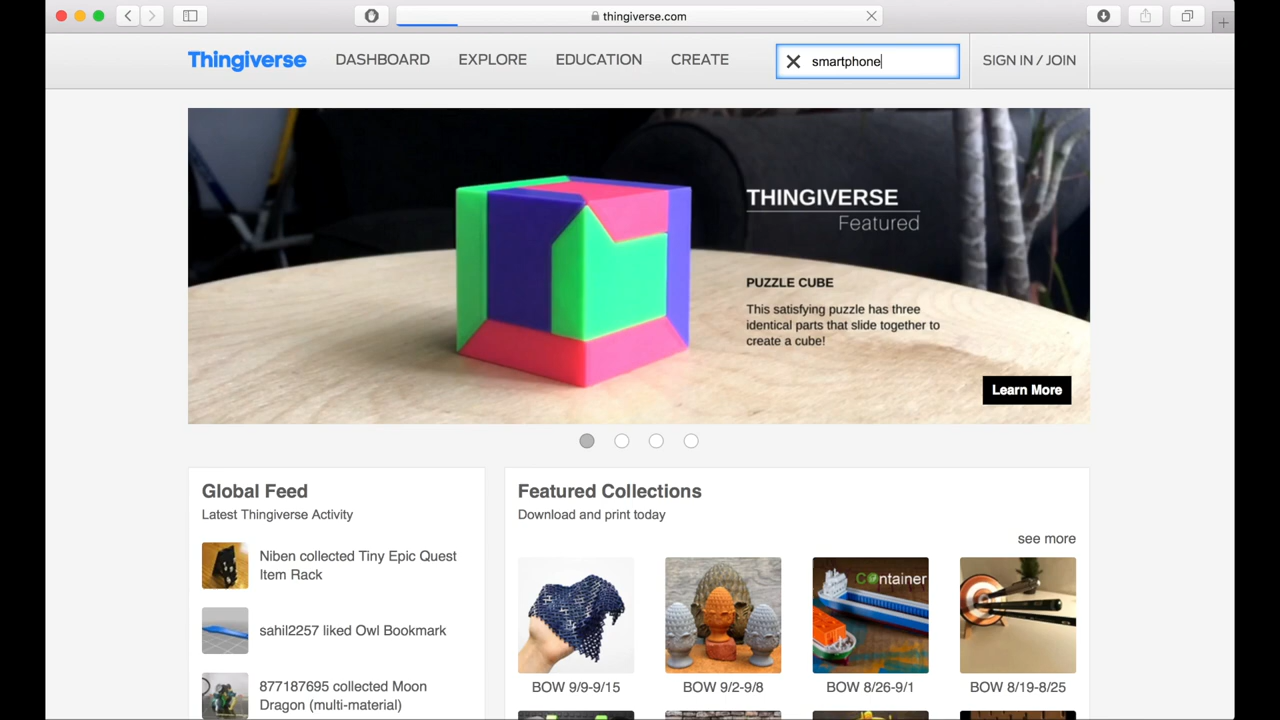 thingiverse.com
Thingiverse DASHBOARD EXPLORE EDUCATION CREATE smartphone SIGN IN / JOIN
THINGIVERSE
Featured
PUZZLE CUBE
This satisfying puzzle has three
identical parts that slide together to
create a cube!
Learn More
Global Feed
Latest Thingiverse Activity
Niben collected Tiny Epic Quest
Item Rack
sahil2257 liked Owl Bookmark
877187695 collected Moon
Dragon (multi-material)
Featured Collections
Download and print today
see more
Container
BOW 9/9-9/15
BOW 9/2-9/8
BOW 8/26-9/1
BOW 8/19-8/25